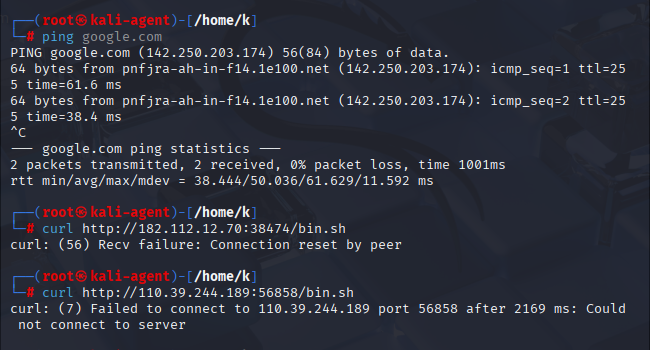 ┌──(root㉿kali-agent)-[/home/k]
└─# ping google.com
PING google.com (142.250.203.174) 56(84) bytes of data.
64 bytes from pnfjra-ah-in-f14.1e100.net (142.250.203.174): icmp_seq=1 ttl=25
5 time=61.6 ms
64 bytes from pnfjra-ah-in-f14.1e100.net (142.250.203.174): icmp_seq=2 ttl=25
5 time=38.4 ms
^C
--- google.com ping statistics ---
2 packets transmitted, 2 received, 0% packet loss, time 1001ms
rtt min/avg/max/mdev = 38.444/50.036/61.629/11.592 ms
┌──(root㉿kali-agent)-[/home/k]
└─# curl http://182.112.12.70:38474/bin.sh
curl: (56) Recv failure: Connection reset by peer
┌──(root㉿kali-agent)-[/home/k]
└─# curl http://110.39.244.189:56858/bin.sh
curl: (7) Failed to connect to 110.39.244.189 port 56858 after 2169 ms: Could
not connect to server